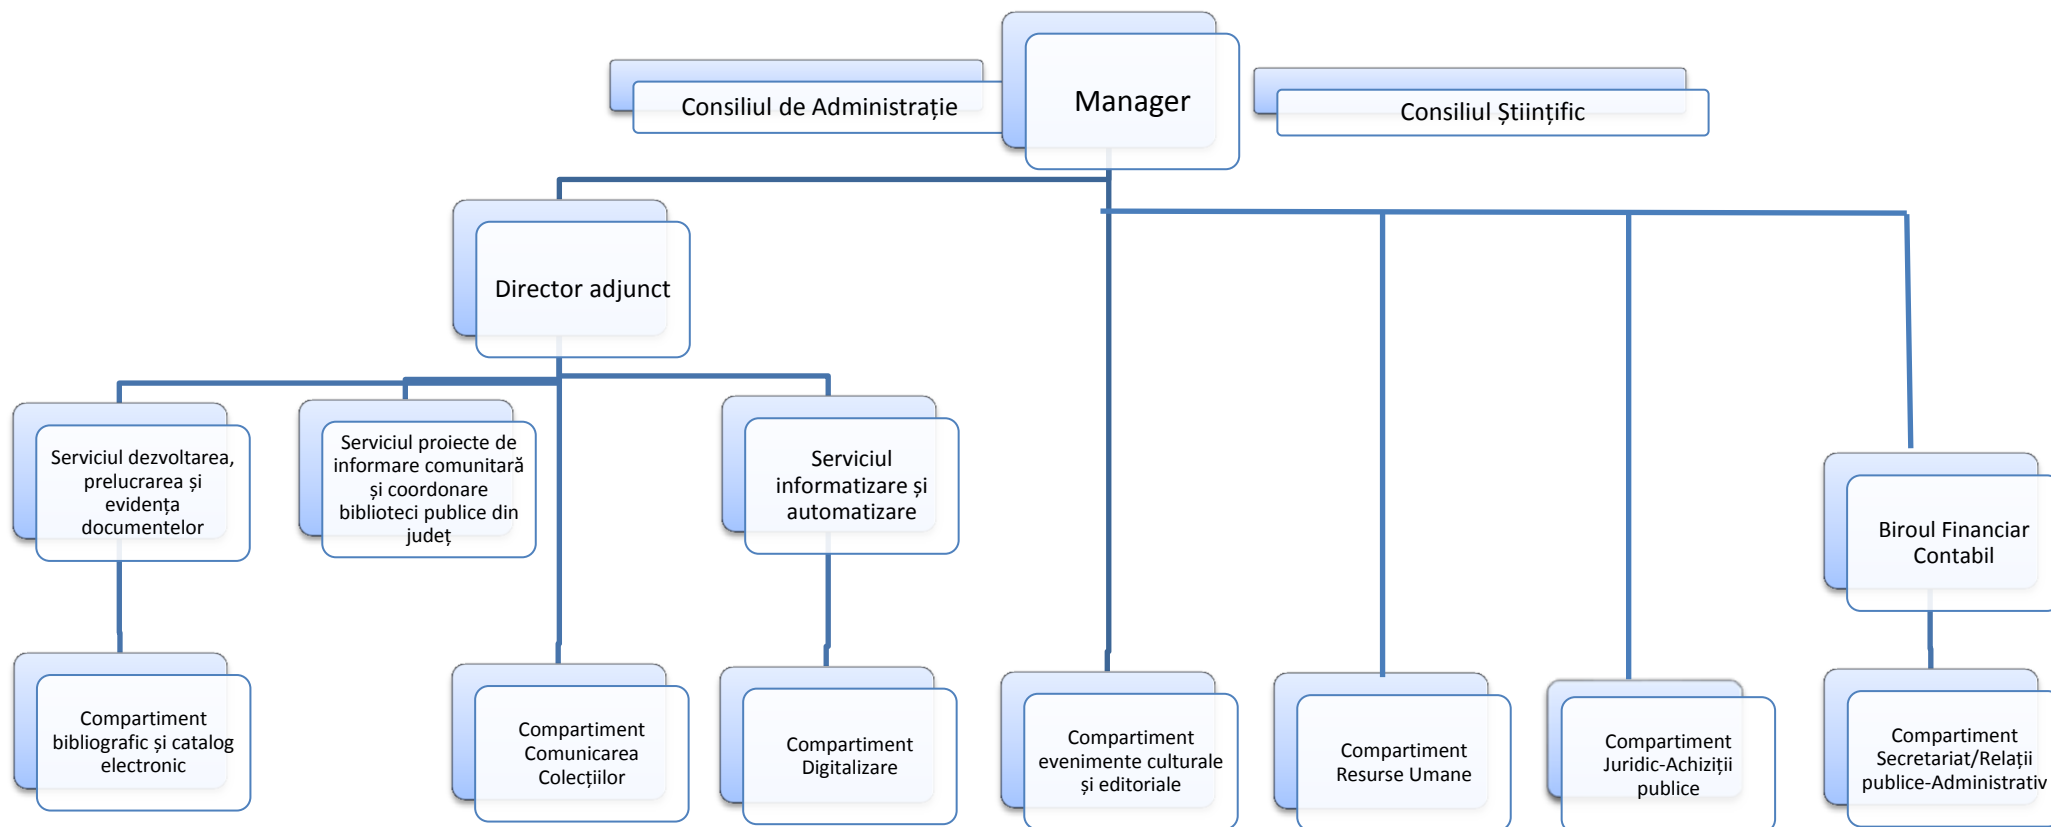 Consiliul de Administrație
Manager
Consiliul Științific
Director adjunct
Serviciul dezvoltarea,
prelucrarea și
evidența
documentelor
Serviciul proiecte de
informare comunitară
și coordonare
biblioteci publice din
județ
Serviciul
informatizare și
automatizare
Biroul Financiar
Contabil
Compartiment
bibliografic și catalog
electronic
Compartiment
Comunicarea
Colecțiilor
Compartiment
Digitalizare
Compartiment
evenimente culturale
și editoriale
Compartiment
Resurse Umane
Compartiment
Juridic-Achiziții
publice
Compartiment
Secretariat/Relații
publice-Administrativ